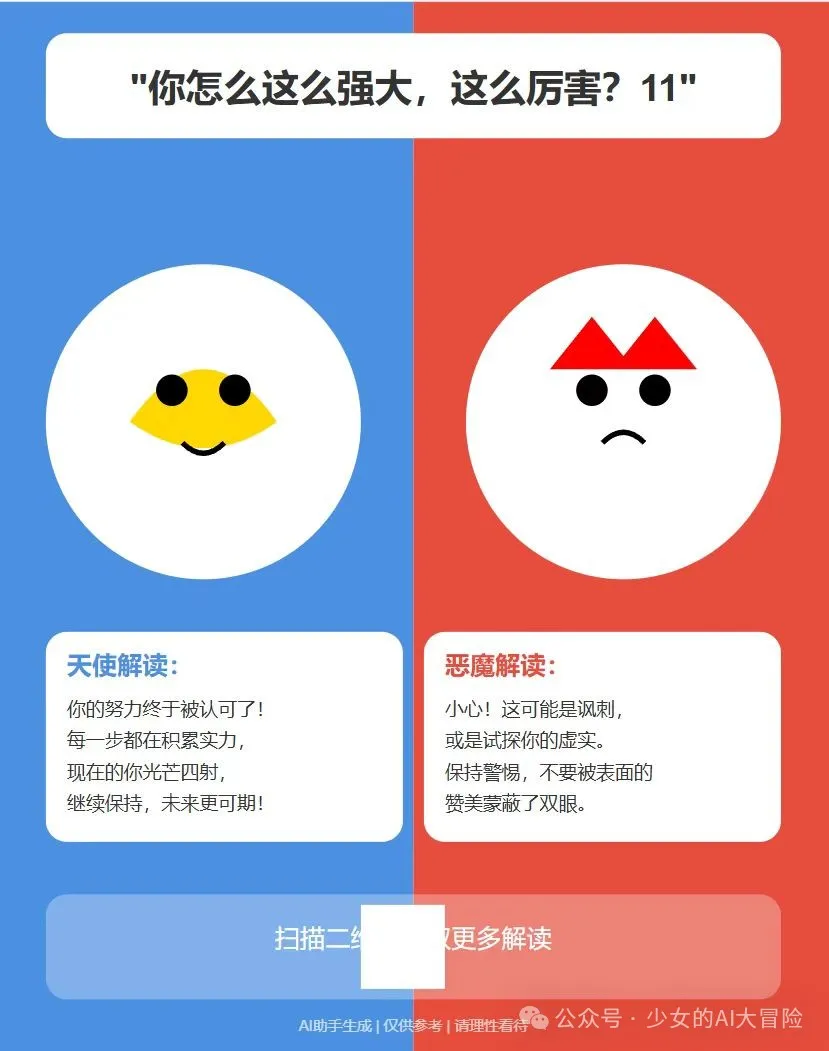 "你怎么这么强大，这么厉害？11"
天使解读：
你的努力终于被认可了！
每一步都在积累实力，
现在的你光芒四射，
继续保持，未来更可期！
恶魔解读：
小心！这可能是讽刺，
或是试探你的虚实。
保持警惕，不要被表面的
赞美蒙蔽了双眼。
扫描二 更多解读
AI助手生成 | 仅供参考 | 请理性看待
公众号 · 少女的AI大冒险